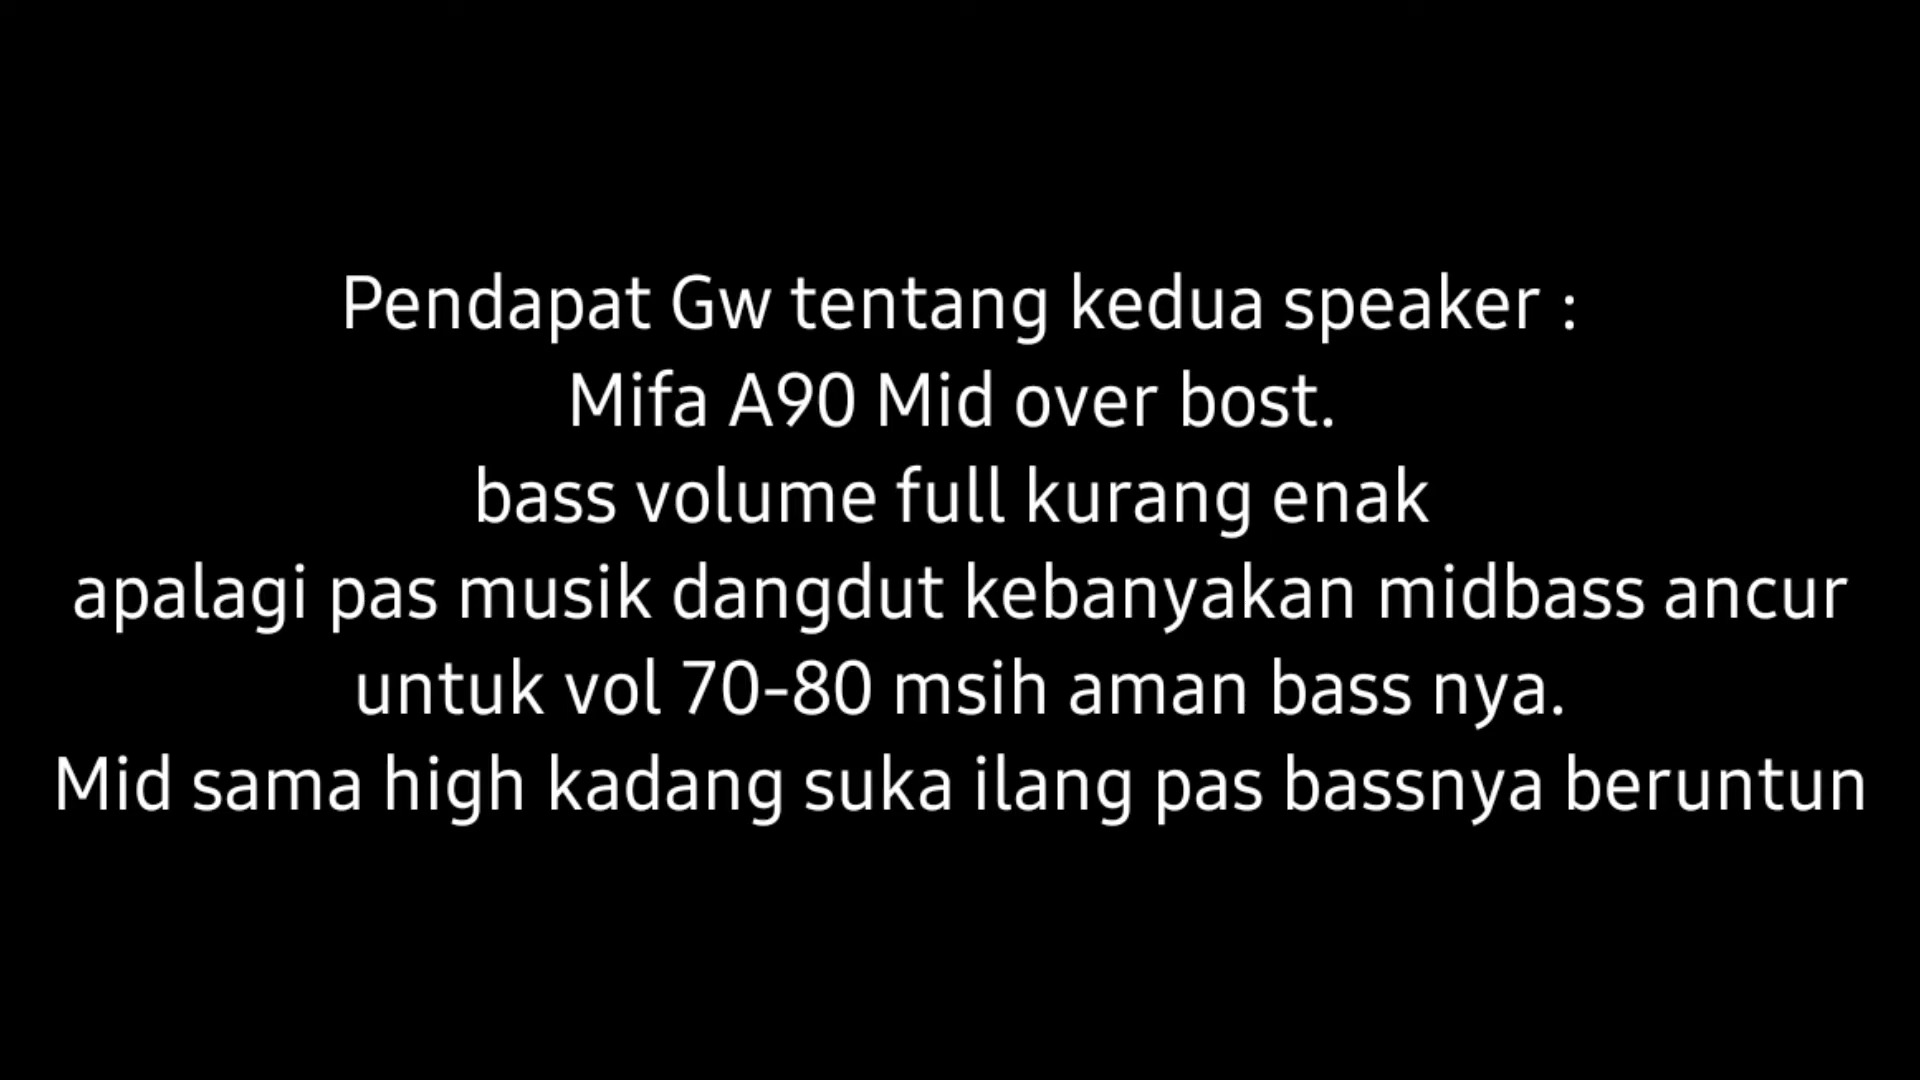 Pendapat Gw tentang kedua speaker :
Mifa A90 Mid over bost.
bass volume full kurang enak
apalagi pas musik dangdut kebanyakan midbass ancur
untuk vol 70-80 msih aman bass nya.
Mid sama high kadang suka ilang pas bassnya beruntun